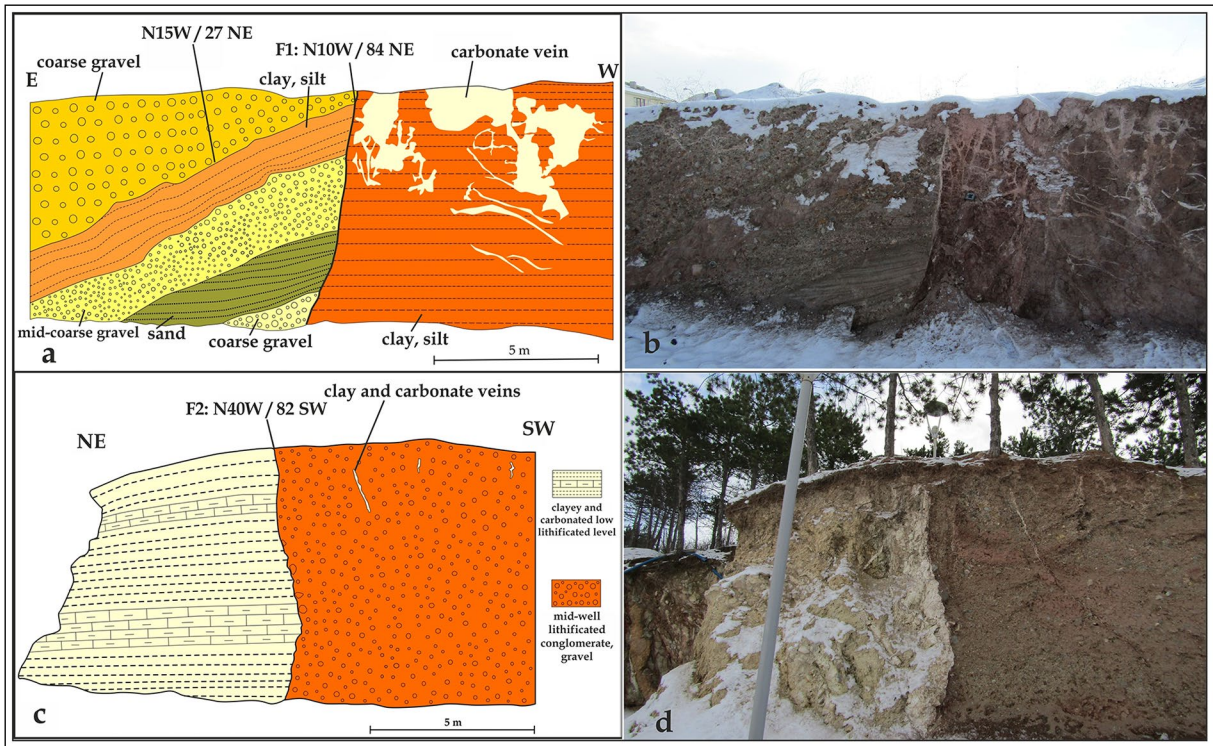 N15W / 27 NE
F1: N10W / 84 NE
coarse gravel
clay, silt
carbonate vein
E
W
mid-coarse gravel
sand
coarse gravel
clay, silt
5 m
a
b
F2: N40W / 82 SW
clay and carbonate veins
NE
SW
clayey and
carbonated low
lithificated level
mid-well
lithificated
conglomerate,
gravel
5 m
c
d